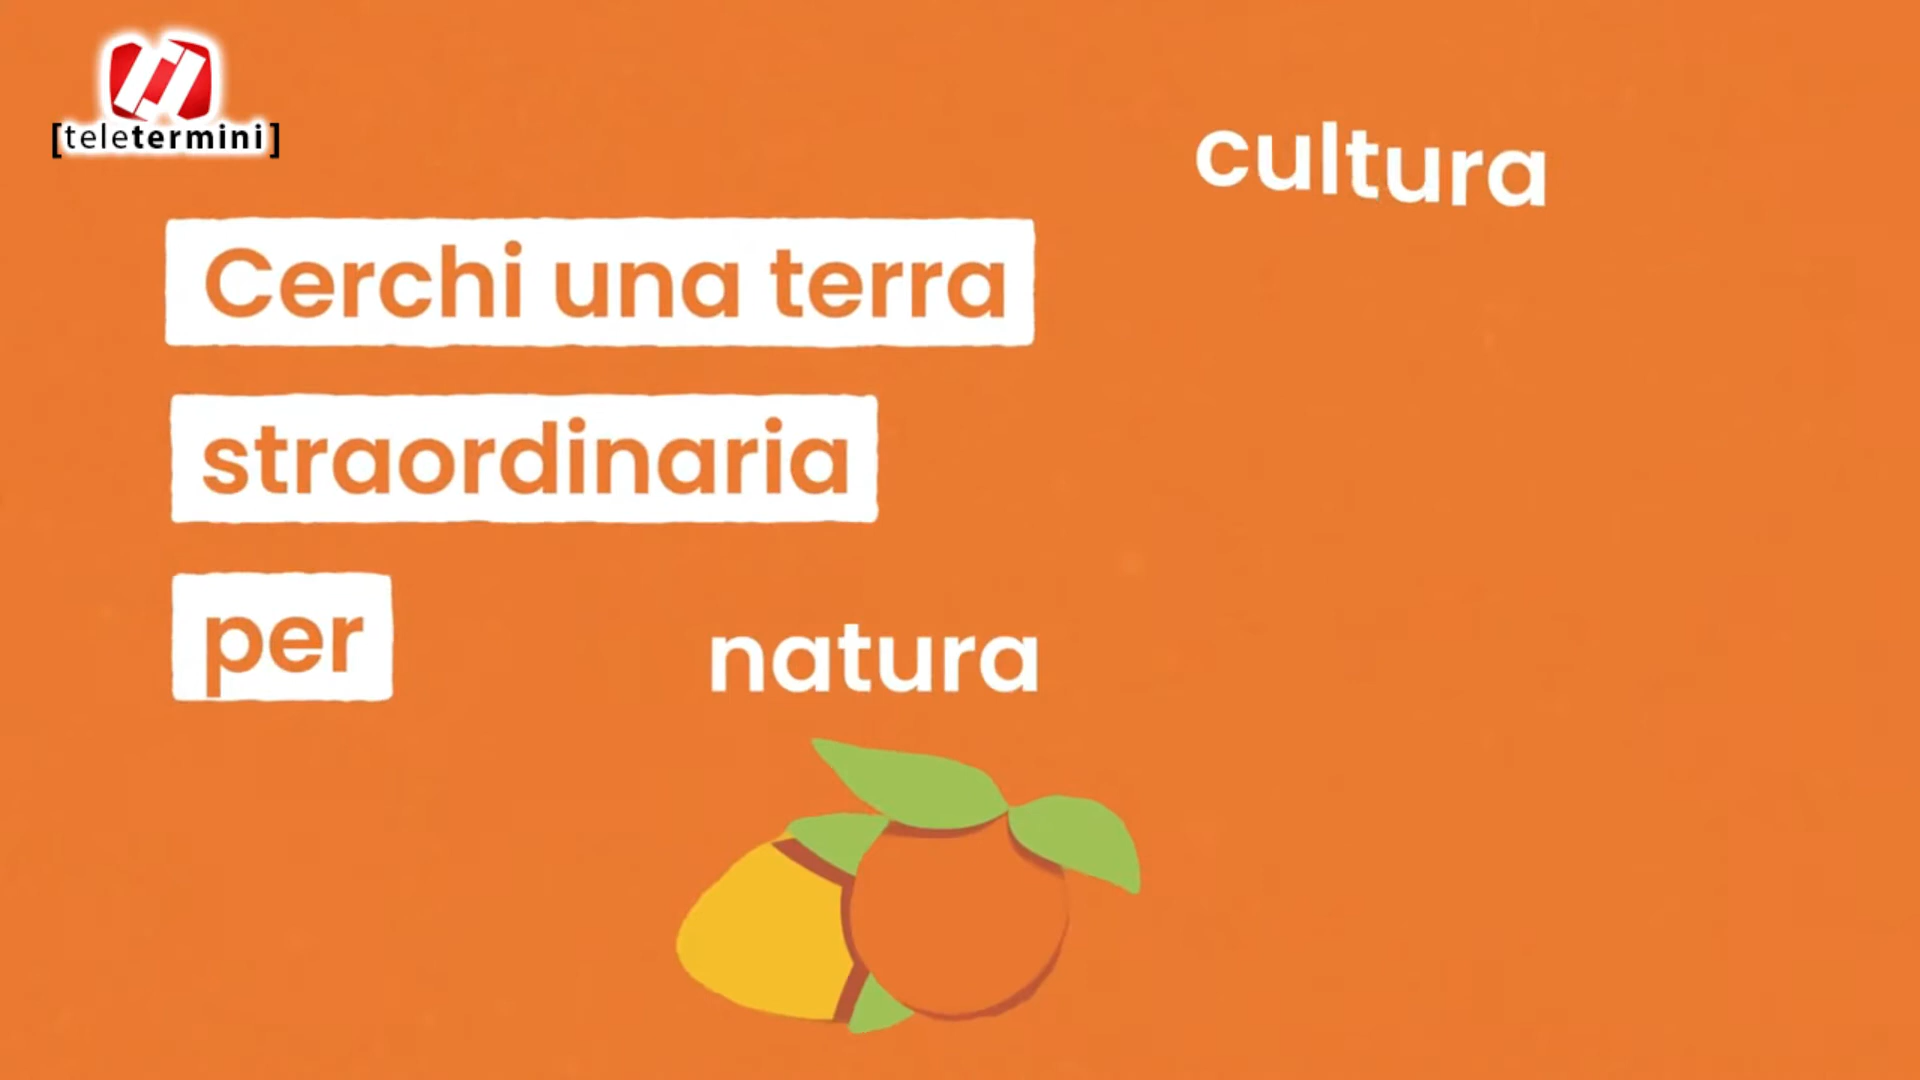 [teletermini]
cultura
Cerchi una terra
straordinaria
per
natura